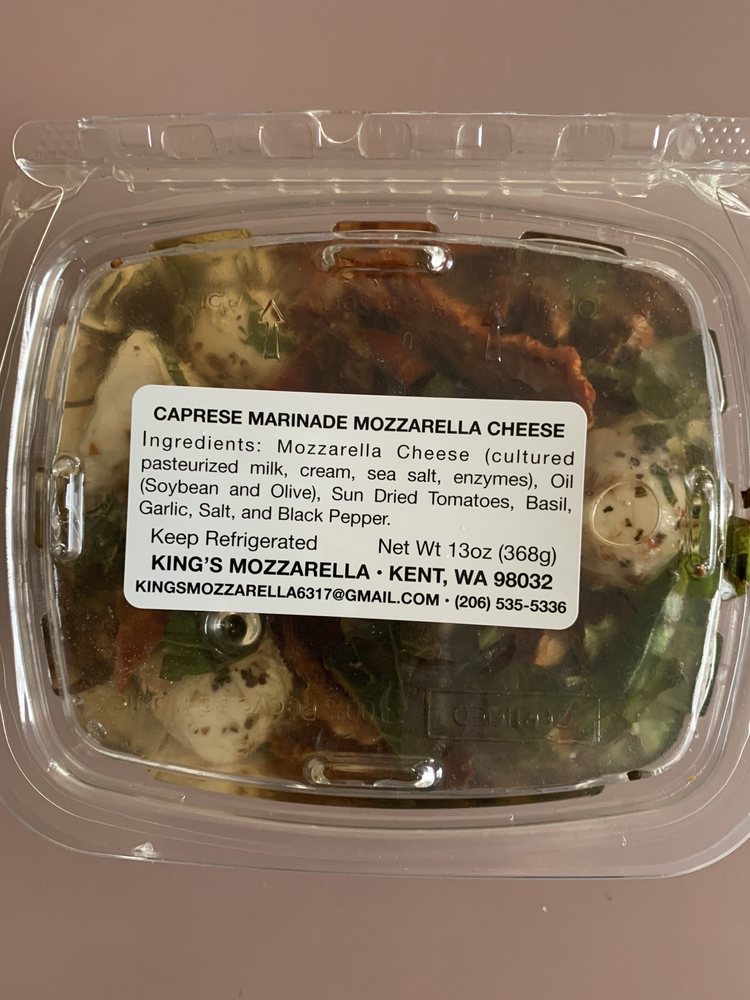 CAPRESE MARINADE MOZZARELLA CHEESE
Ingredients: Mozzarella Cheese (cultured
pasteurized milk, cream, sea salt, enzymes), Oil
(Soybean and Olive), Sun Dried Tomatoes, Basil,
Garlic, Salt, and Black Pepper.
Keep Refrigerated Net Wt 13oz (368g)
KING'S MOZZARELLA • KENT, WA 98032
KINGSMOZZARELLA6317@GMAIL.COM • (206) 535-5336